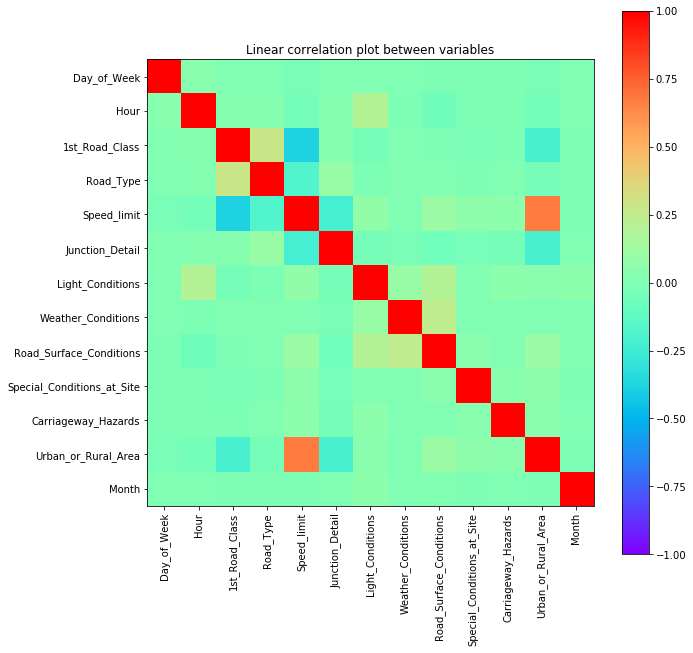 Linear correlation plot between variables
Day_of_Week
Hour
1st_Road_Class
Road_Type
Speed_limit
Junction_Detail
Light_Conditions
Weather_Conditions
Road_Surface_Conditions
Special_Conditions_at_Site
Carriageway_Hazards
Urban_or_Rural_Area
Month
Day_of_Week
Hour
1st_Road_Class
Road_Type
Speed_limit
Junction_Detail
Light_Conditions
Weather_Conditions
Road_Surface_Conditions
Special_Conditions_at_Site
Carriageway_Hazards
Urban_or_Rural_Area
Month
1.00
0.75
0.50
0.25
0.00
−0.25
−0.50
−0.75
−1.00